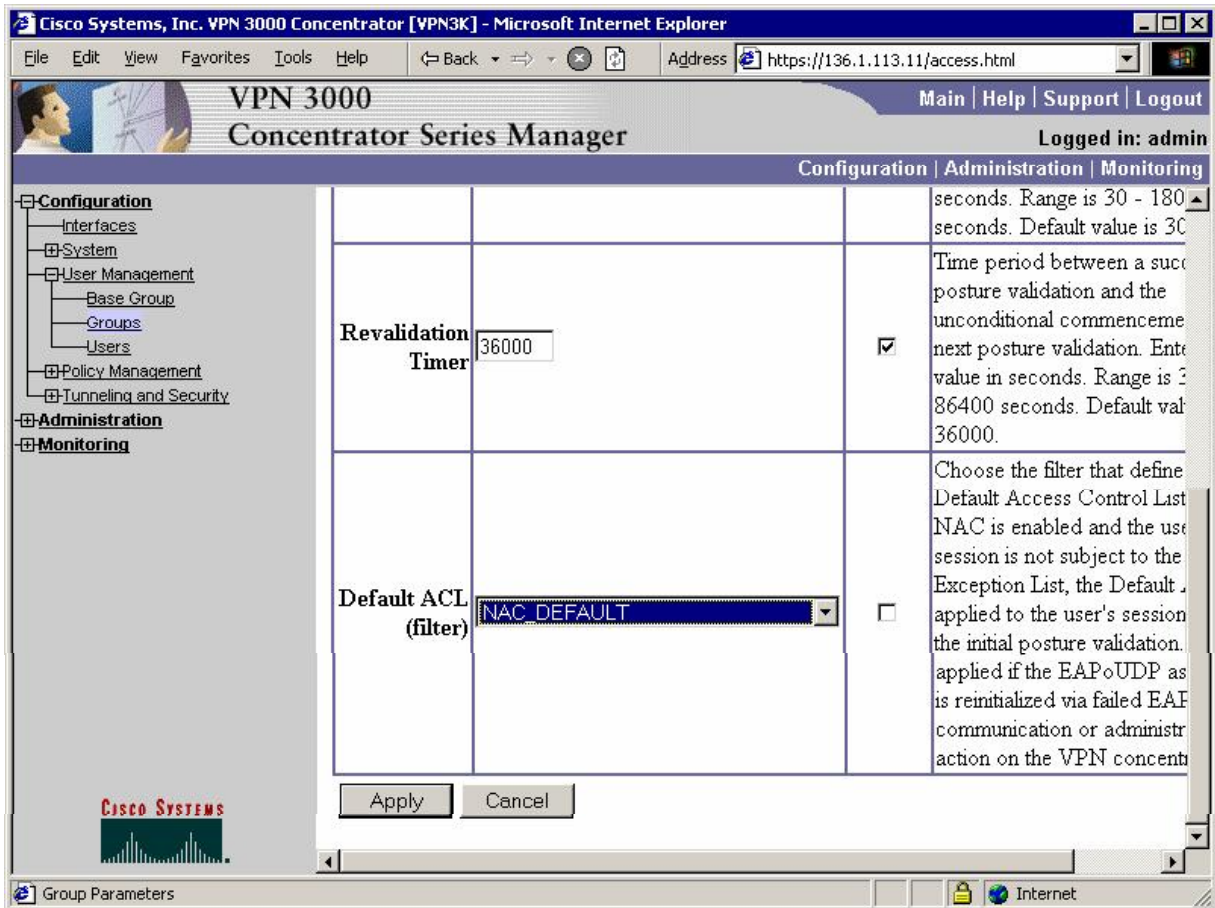 Cisco Systems, Inc. VPN 3000 Concentrator [VPN3K] - Microsoft Internet Explorer
File Edit View Favorites Tools Help Back Address https://136.1.113.11/access.html
VPN 3000
Concentrator Series Manager
Main | Help | Support | Logout
Logged in: admin
Configuration | Administration | Monitoring
Configuration
Interfaces
System
User Management
Base Group
Groups
Users
Policy Management
Tunneling and Security
Administration
Monitoring
CISCO SYSTEMS
seconds. Range is 30 - 180
seconds. Default value is 30
Revalidation
Timer
36000
Time period between a succ
posture validation and the
unconditional commenceme
next posture validation. Ente
value in seconds. Range is 3
86400 seconds. Default val
36000.
Default ACL
(filter)
NAC_DEFAULT
Choose the filter that define
Default Access Control List
NAC is enabled and the use
session is not subject to the
Exception List, the Default
applied to the user's session
the initial posture validation.
applied if the EAPoUDP as
is reinitialized via failed EAP
communication or administr
action on the VPN concentr
Apply Cancel
Group Parameters
Internet